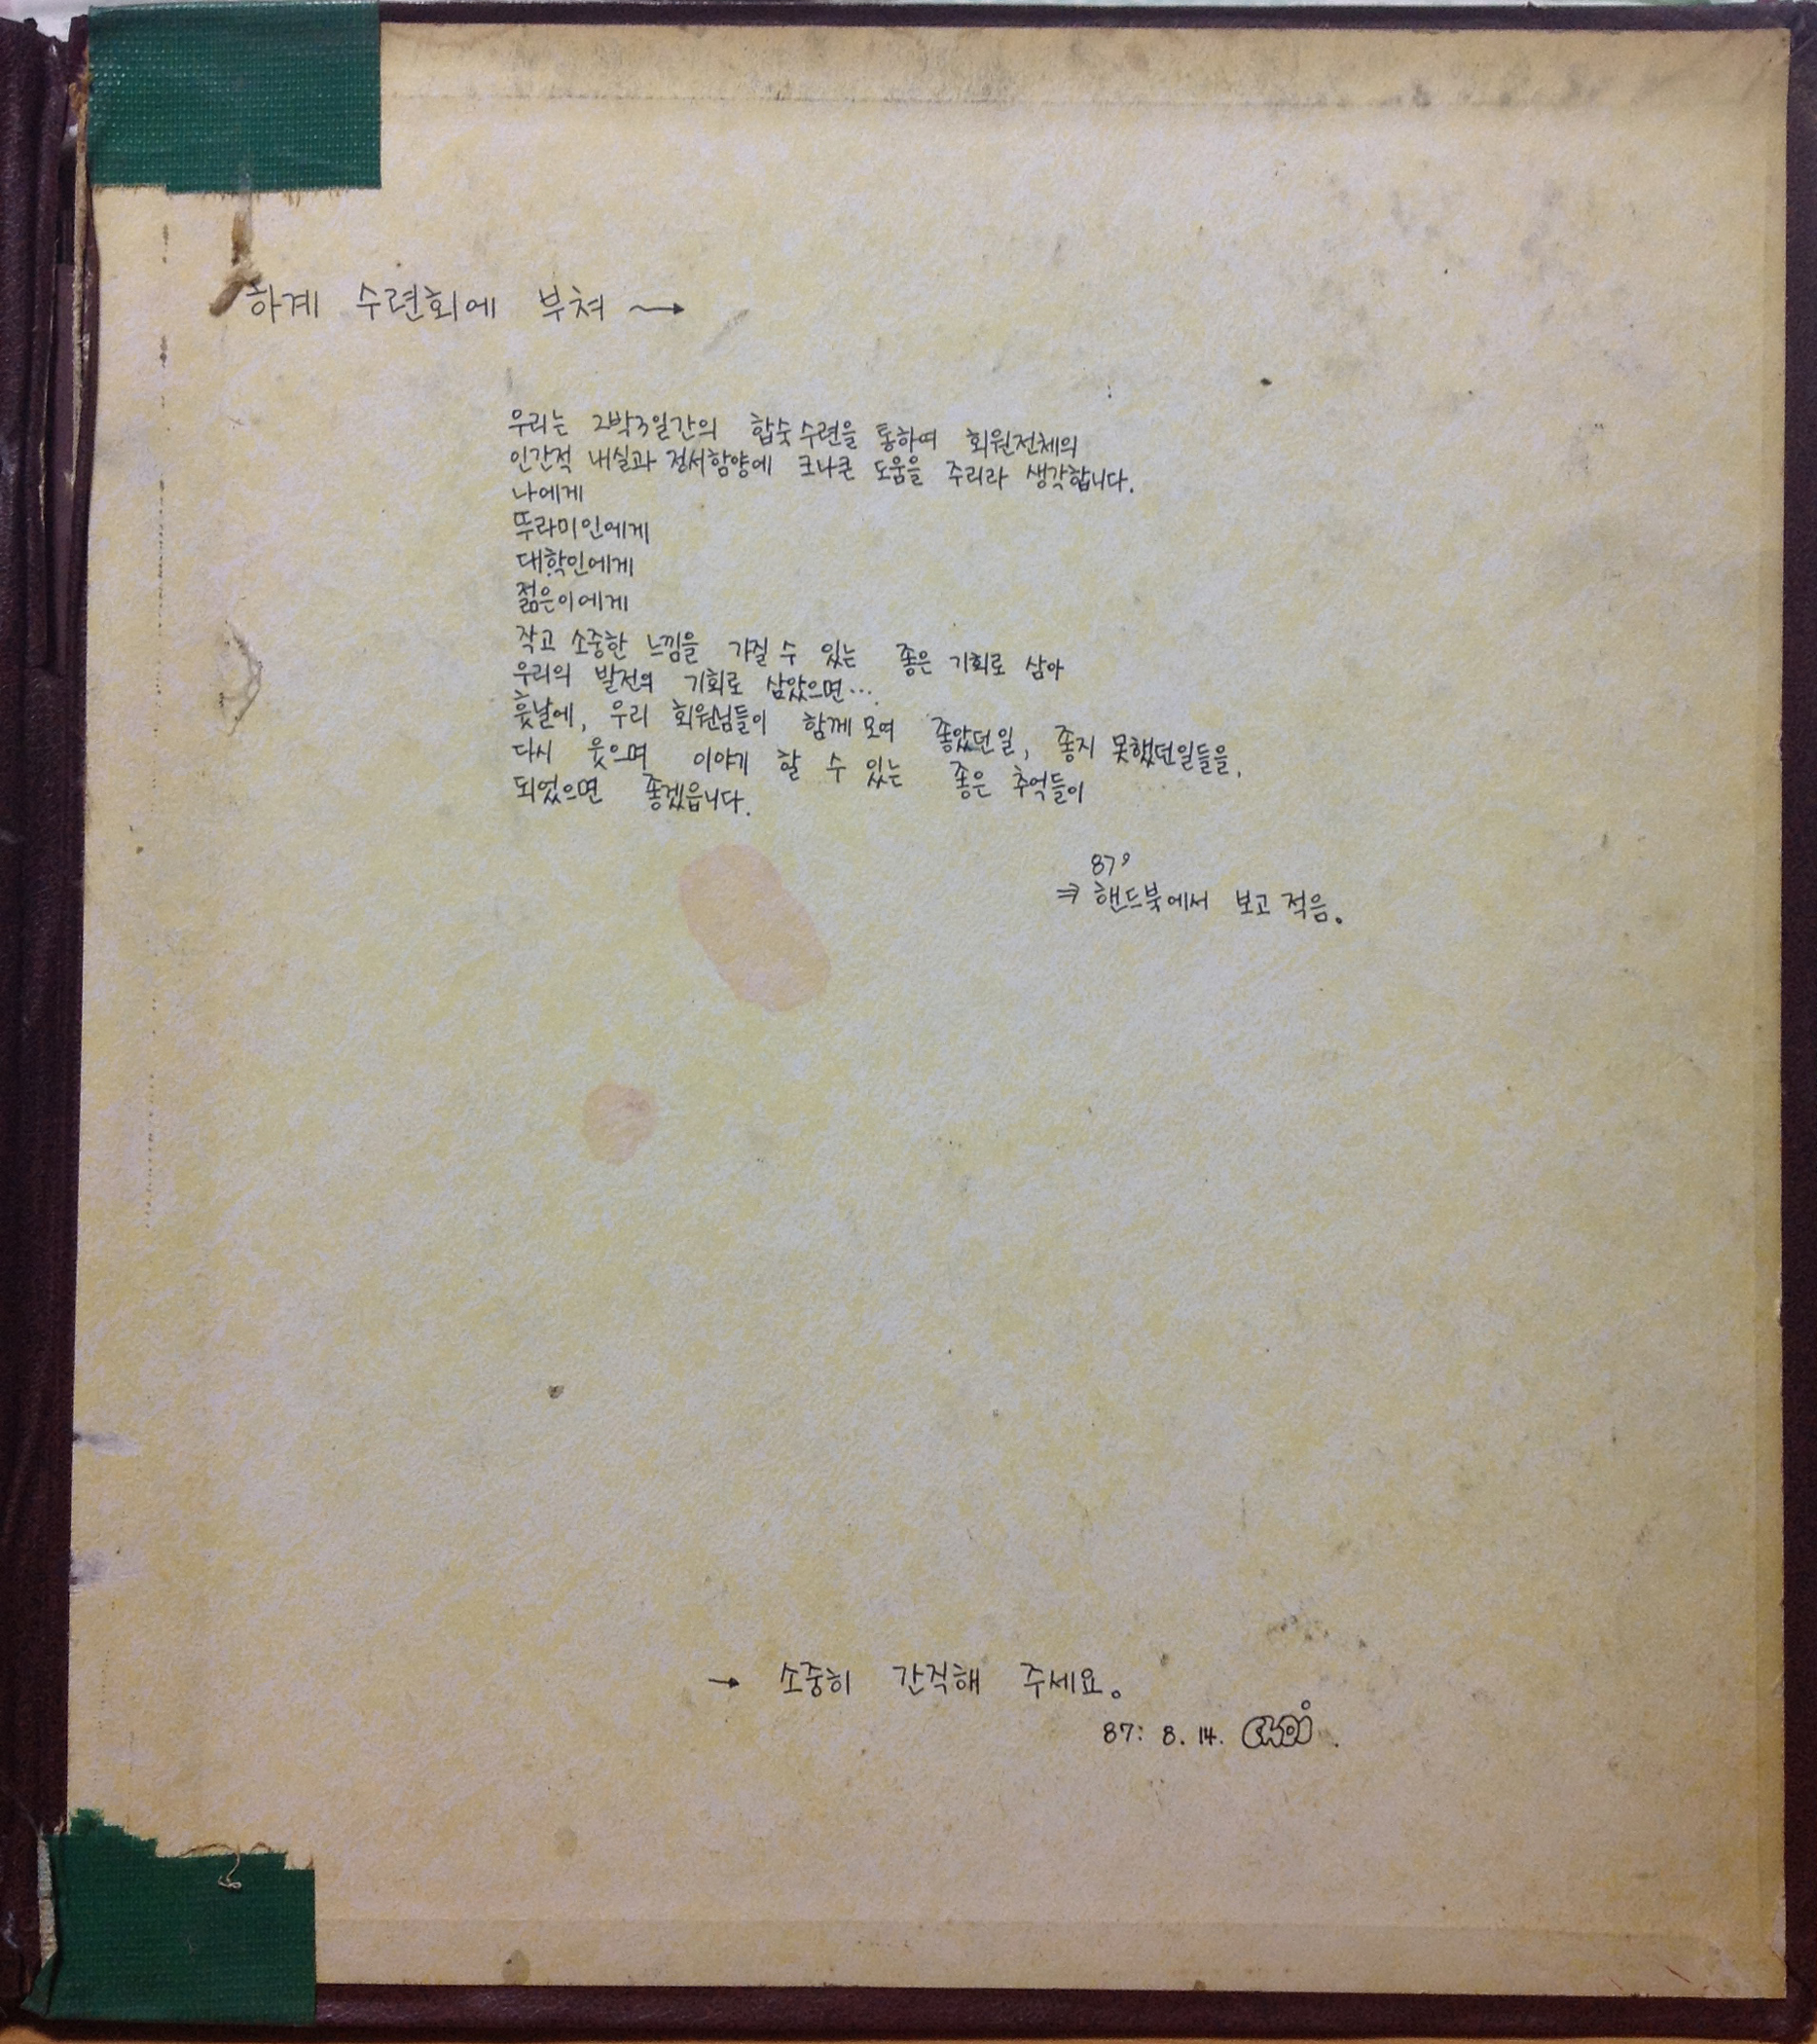 하계 수련회에 부쳐 →
우리는 2박3일간의 합숙수련을 통하여 회원전체의
인간적 내실과 정서함양에 크나큰 도움을 주리라 생각합니다.
나에게
뚜라미인에게
대학인에게
젊은이에게
작고 소중한 느낌을 가질 수 있는 좋은 기회로 삼아
우리의 발전의 기회로 삼았으면...
훗날에, 우리 회원님들이 함께 모여 좋았던일, 좋지 못했던일들을,
다시 웃으며 이야기 할 수 있는 좋은 추억들이
되었으면 좋겠읍니다.
87'
⇒ 핸드북에서 보고 적음.
→ 소중히 간직해 주세요.
87: 8. 14. CHOI.